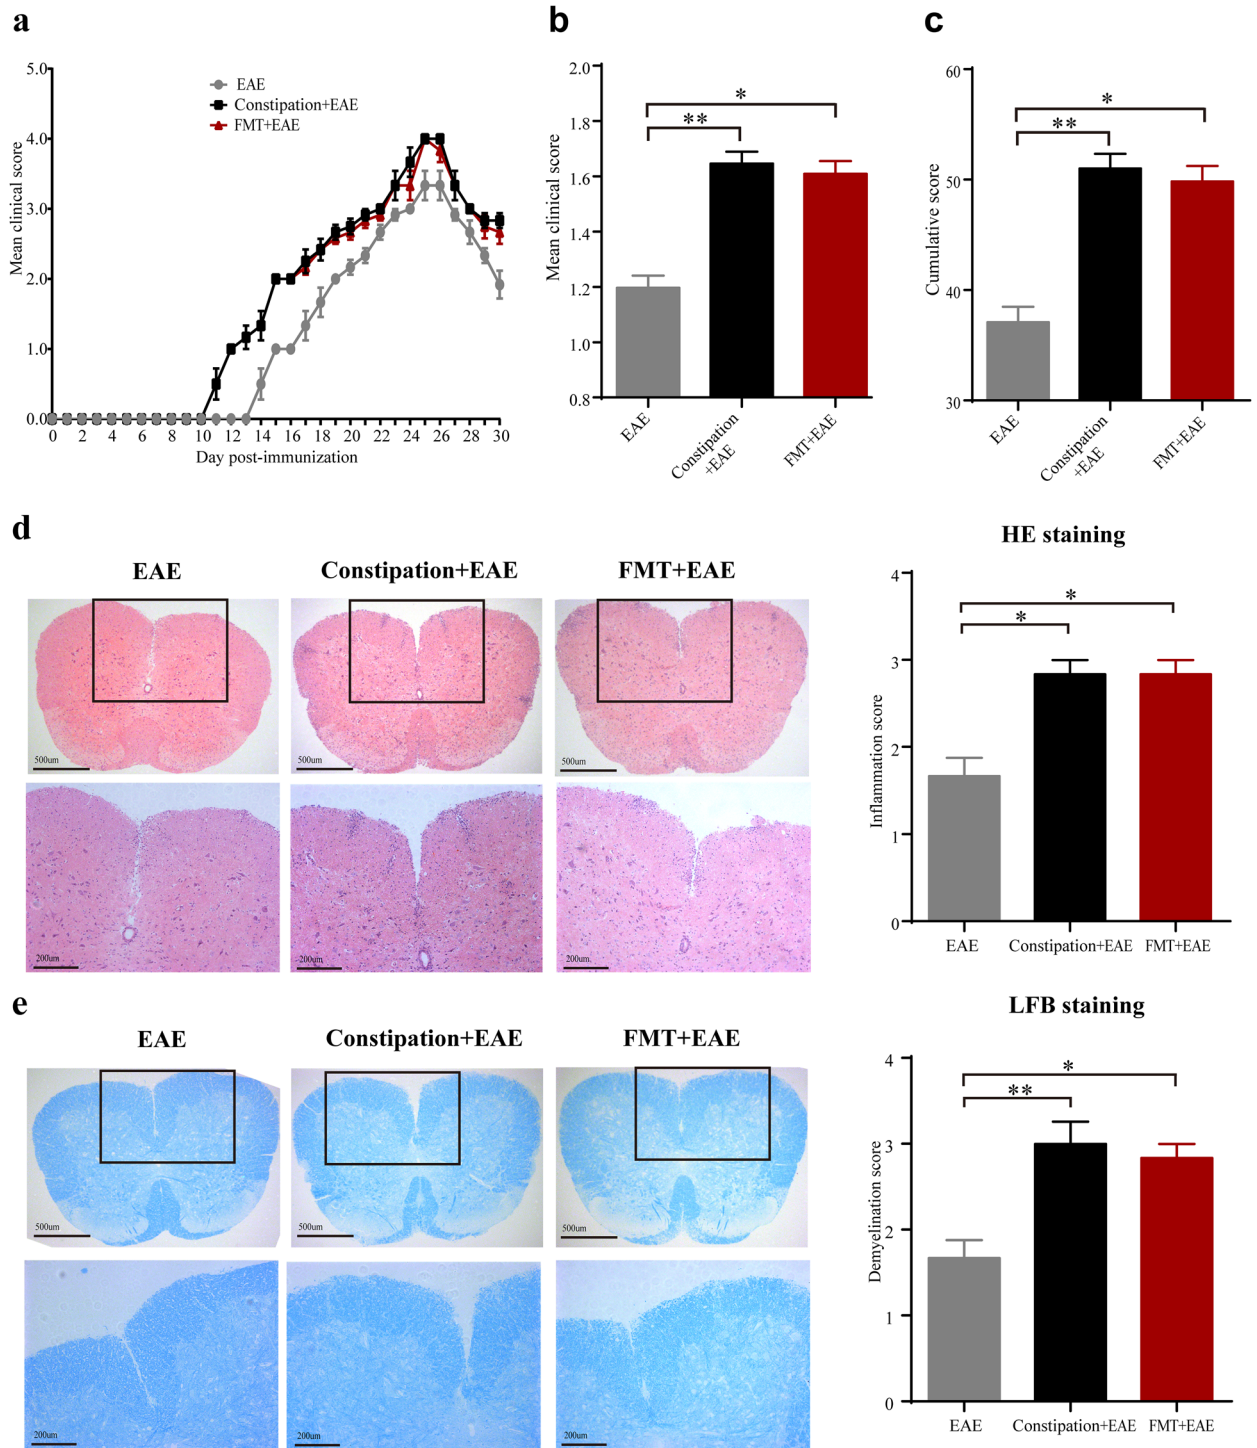 a
5.0
4.0
3.0
2.0
1.0
0.0
Mean clinical score
EAE
Constipation+EAE
FMT+EAE
0 2 4 6 8 10 12 14 16 18 20 22 24 26 28 30
Day post-immunization
b
2.0
1.8
1.6
1.4
1.2
1.0
0.8
Mean clinical score
*
**
EAE
Constipation
+EAE
FMT+EAE
c
60
50
40
30
Cumulative score
*
**
EAE
Constipation
+EAE
FMT+EAE
d
EAE
Constipation+EAE
FMT+EAE
500um
500um
500um
200um
200um
200um
HE staining
4
3
2
1
0
Inflammation score
*
*
EAE
Constipation+EAE
FMT+EAE
e
EAE
Constipation+EAE
FMT+EAE
500um
500um
500um
200um
200um
200um
LFB staining
4
3
2
1
0
Demyelination score
*
**
EAE
Constipation+EAE
FMT+EAE